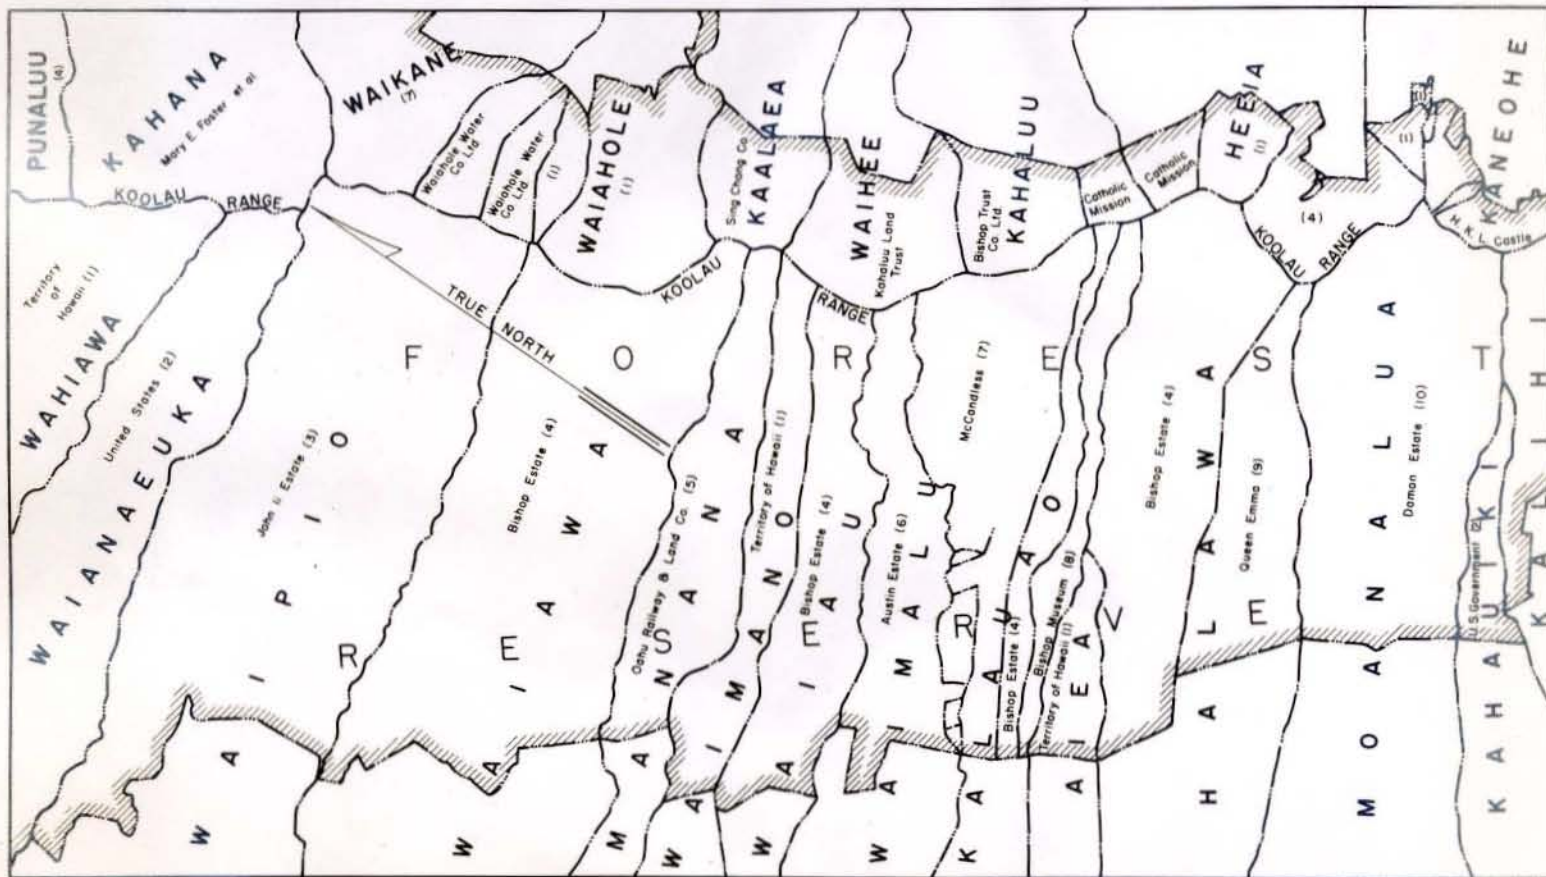 PUNALUU
(4)
KAHANA
Mary E. Foster et al
WAIKANE
(7)
Waiahole Water
Co. Ltd.
Waiahole Water
Co. Ltd.
(1)
WAIAHOLE
(1)
Sing Chong Co
KAALAEA
WAIHEE
Kahaluu Land
Trust
Bishop Trust
Co. Ltd.
KAHALUU
Catholic
Mission
Catholic
Mission
HEEIA
(1)
(4)
(1)
KANEOHE
H. K. L. Castle
KOOLAU RANGE
KOOLAU RANGE
KOOLAU RANGE
TRUE NORTH
Territory
of
Hawaii (1)
WAHIAWA
United States (2)
WAIANAEUKA
John Ii Estate (3)
WAIPIO
Bishop Estate (4)
WAIAWA
Oahu Railway & Land Co. (5)
MANANA
Territory of Hawaii (1)
WAIMANO
Bishop Estate (4)
WAIAU
Austin Estate (6)
WAIMALU
McCandless (7)
Bishop Estate (4)
KALAUAO
Bishop Museum (8)
Territory of Hawaii (1)
AIEA
Bishop Estate (4)
HALAWA
Queen Emma (9)
Damon Estate (10)
MOANALUA
U.S. Government (2)
KAHAUIKI
KALIHI
FOREST
RESERVE